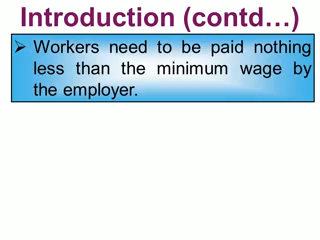 Introduction (contd…)
➢ Workers need to be paid nothing
less than the minimum wage by
the employer.